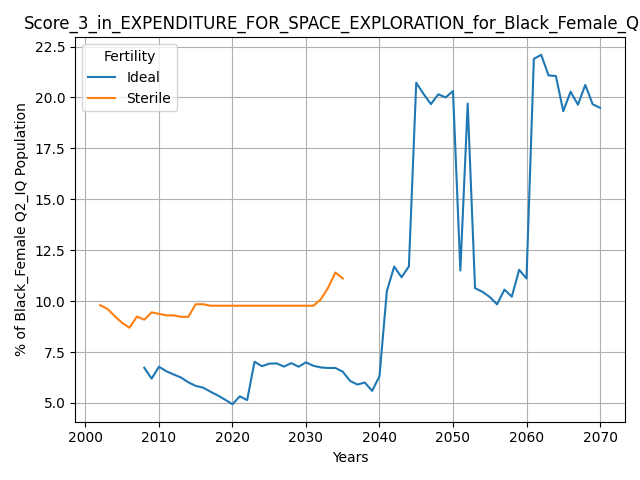 Score_3_in_EXPENDITURE_FOR_SPACE_EXPLORATION_for_Black_Female_Q
Fertility
Ideal
Sterile
% of Black_Female Q2_IQ Population
22.5
20.0
17.5
15.0
12.5
10.0
7.5
5.0
2000 2010 2020 2030 2040 2050 2060 2070
Years